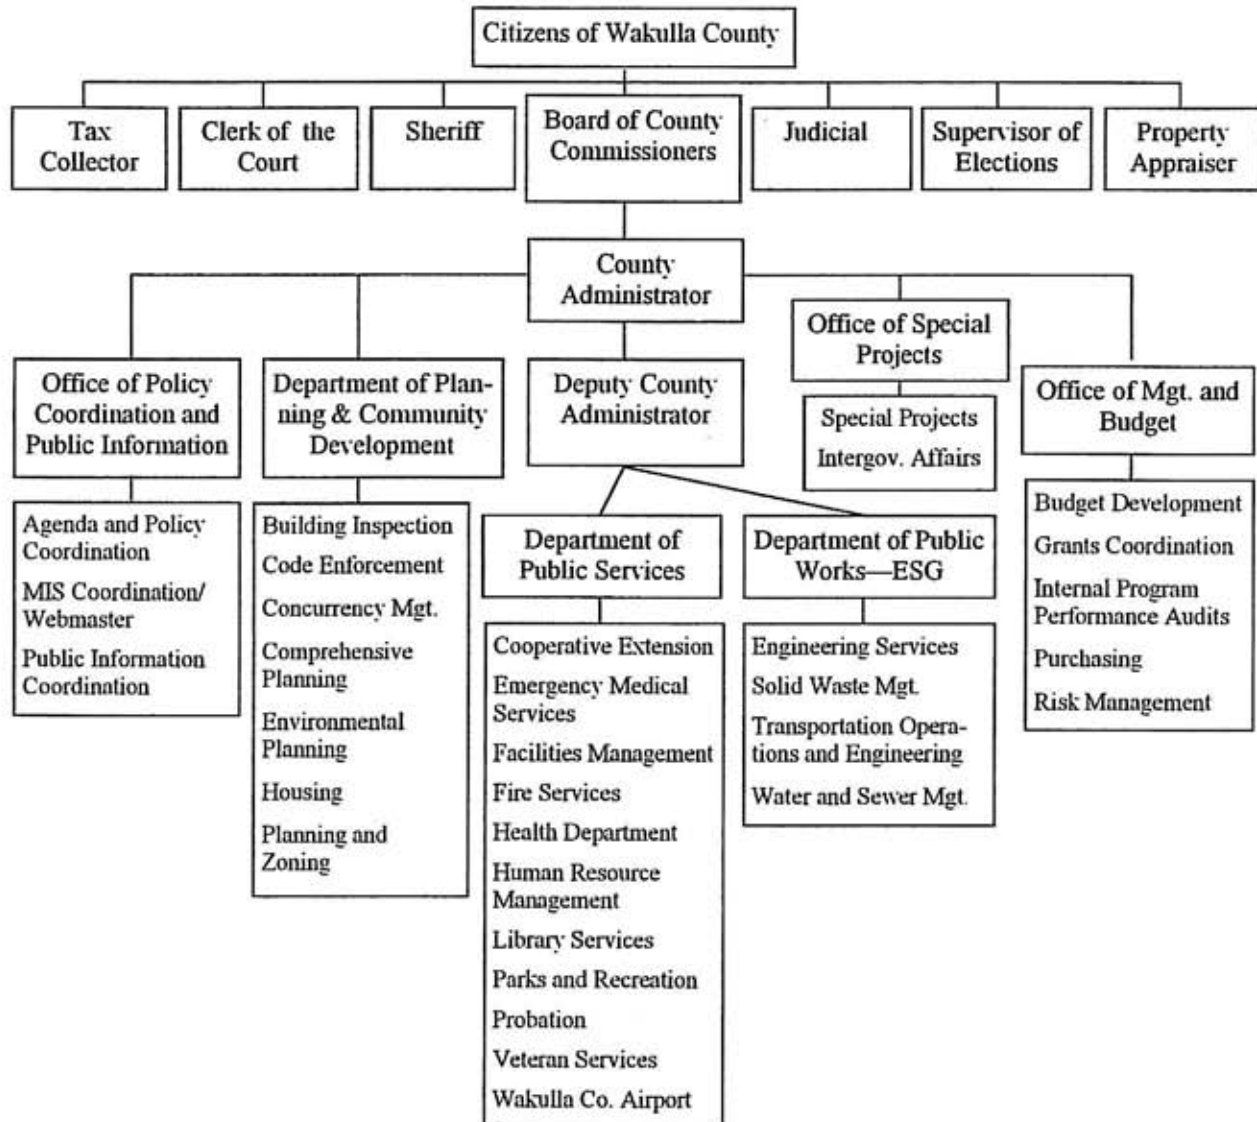 Citizens of Wakulla County
Tax
Collector
Clerk of the
Court
Sheriff
Board of County
Commissioners
Judicial
Supervisor of
Elections
Property
Appraiser
County
Administrator
Office of Policy
Coordination and
Public Information
Department of Plan-
ning & Community
Development
Deputy County
Administrator
Office of Special
Projects
Office of Mgt. and
Budget
Special Projects
Intergov. Affairs
Agenda and Policy
Coordination
MIS Coordination/
Webmaster
Public Information
Coordination
Building Inspection
Code Enforcement
Concurrency Mgt.
Comprehensive
Planning
Environmental
Planning
Housing
Planning and
Zoning
Department of
Public Services
Department of Public
Works—ESG
Cooperative Extension
Emergency Medical
Services
Facilities Management
Fire Services
Health Department
Human Resource
Management
Library Services
Parks and Recreation
Probation
Veteran Services
Wakulla Co. Airport
Engineering Services
Solid Waste Mgt.
Transportation Opera-
tions and Engineering
Water and Sewer Mgt.
Budget Development
Grants Coordination
Internal Program
Performance Audits
Purchasing
Risk Management